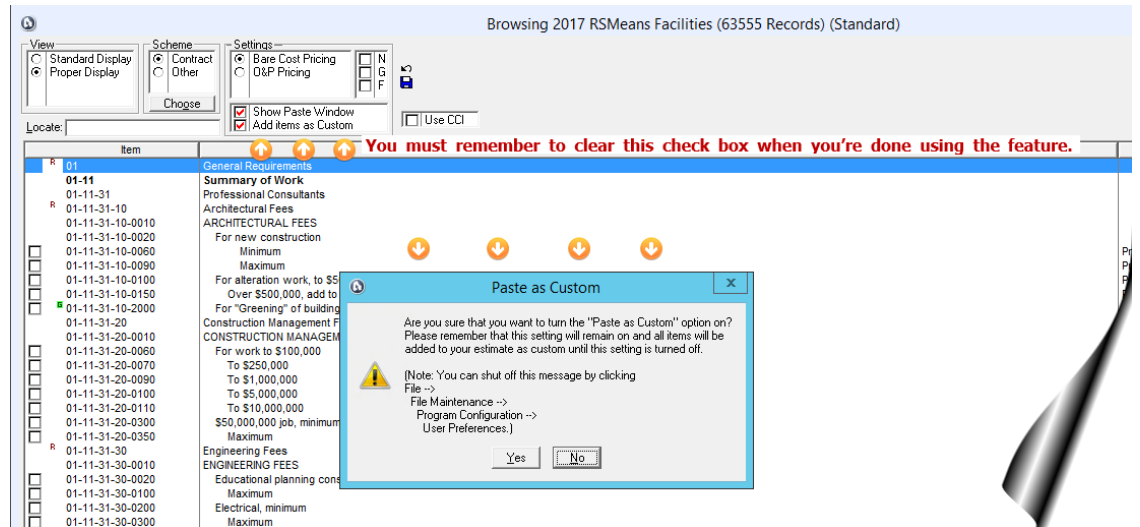 Browsing 2017 RSMeans Facilities (63555 Records) (Standard)
View
Standard Display
Proper Display
Scheme
Contract
Other
Choose
Settings
Bare Cost Pricing
O&P Pricing
N
G
F
Show Paste Window
Add items as Custom
Use CCI
Locate:
You must remember to clear this check box when you're done using the feature.
Item
R 01 General Requirements
01-11 Summary of Work
01-11-31 Professional Consultants
R 01-11-31-10 Architectural Fees
01-11-31-10-0010 ARCHITECTURAL FEES
01-11-31-10-0020 For new construction
01-11-31-10-0060 Minimum
01-11-31-10-0090 Maximum
01-11-31-10-0100 For alteration work, to $5
01-11-31-10-0150 Over $500,000, add to
G 01-11-31-10-2000 For "Greening" of building
01-11-31-20 Construction Management F
01-11-31-20-0010 CONSTRUCTION MANAGEM
01-11-31-20-0060 For work to $100,000
01-11-31-20-0070 To $250,000
01-11-31-20-0090 To $1,000,000
01-11-31-20-0100 To $5,000,000
01-11-31-20-0110 To $10,000,000
01-11-31-20-0300 $50,000,000 job, minimum
01-11-31-20-0350 Maximum
R 01-11-31-30 Engineering Fees
01-11-31-30-0010 ENGINEERING FEES
01-11-31-30-0020 Educational planning cons
01-11-31-30-0100 Maximum
01-11-31-30-0200 Electrical, minimum
01-11-31-30-0300 Maximum
Paste as Custom
x
Are you sure that you want to turn the "Paste as Custom" option on?
Please remember that this setting will remain on and all items will be
added to your estimate as custom until this setting is turned off.
(Note: You can shut off this message by clicking
File -->
File Maintenance -->
Program Configuration -->
User Preferences.)
Yes
No